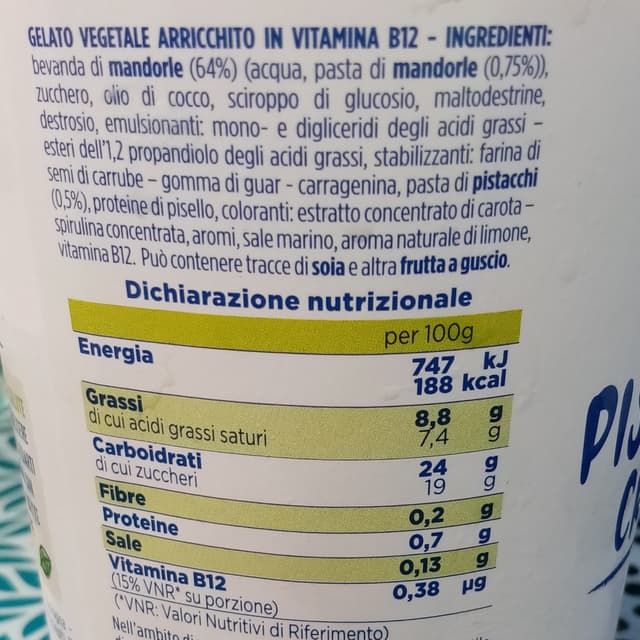 GELATO VEGETALE ARRICCHITO IN VITAMINA B12 - INGREDIENTI:
bevanda di mandorle (64%) (acqua, pasta di mandorle (0,75%)),
zucchero, olio di cocco, sciroppo di glucosio, maltodestrine,
destrosio, emulsionanti: mono- e digliceridi degli acidi grassi –
esteri dell'1,2 propandiolo degli acidi grassi, stabilizzanti: farina di
semi di carrube – gomma di guar - carragenina, pasta di pistacchi
(0,5%), proteine di pisello, coloranti: estratto concentrato di carota –
spirulina concentrata, aromi, sale marino, aroma naturale di limone,
vitamina B12. Può contenere tracce di soia e altra frutta a guscio.
Dichiarazione nutrizionale
per 100g
Energia 747 kJ
188 kcal
Grassi 8,8 g
di cui acidi grassi saturi 7,4 g
Carboidrati 24 g
di cui zuccheri 19 g
Fibre 0,2 g
Proteine 0,7 g
Sale 0,13 g
Vitamina B12 0,38 µg
(15% VNR* su porzione)
(*VNR: Valori Nutritivi di Riferimento)
Nell'ambito di